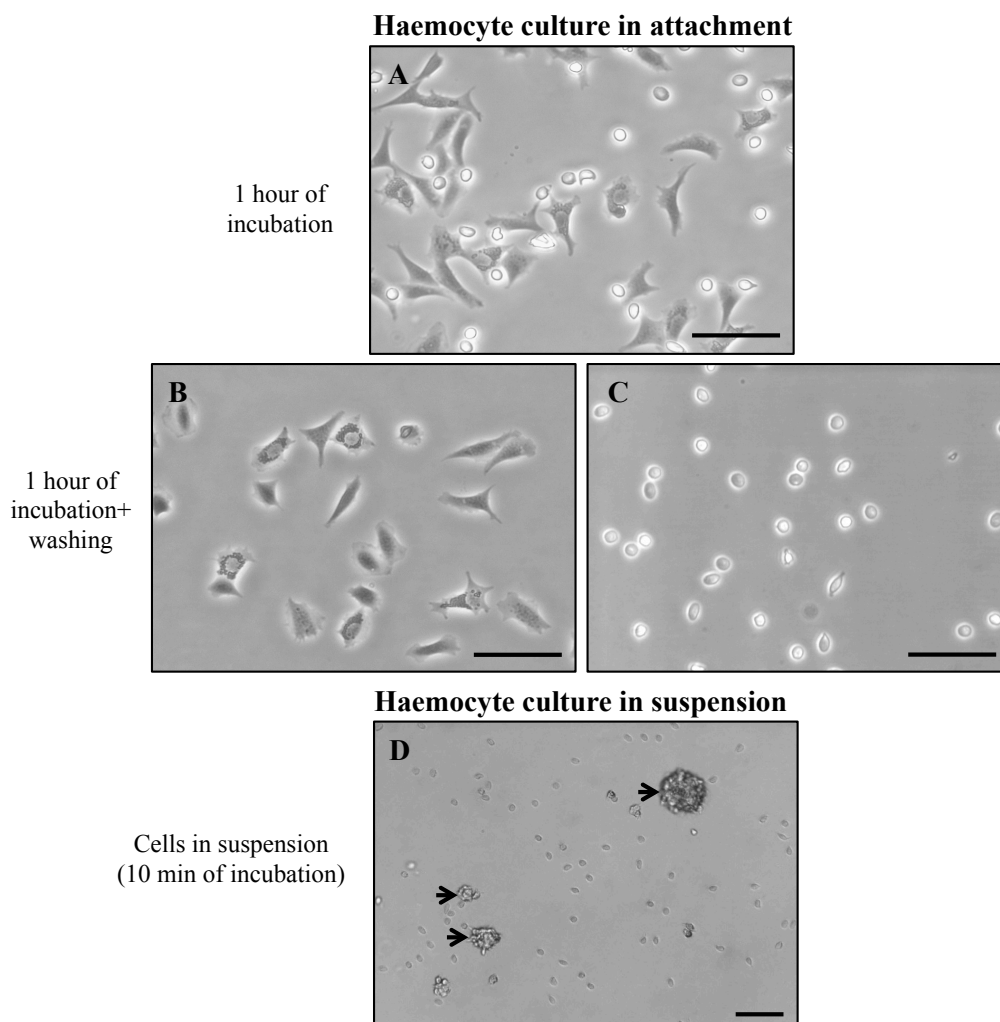 Haemocyte culture in attachment
A
1 hour of
incubation
B
C
1 hour of
incubation+
washing
Haemocyte culture in suspension
D
Cells in suspension
(10 min of incubation)